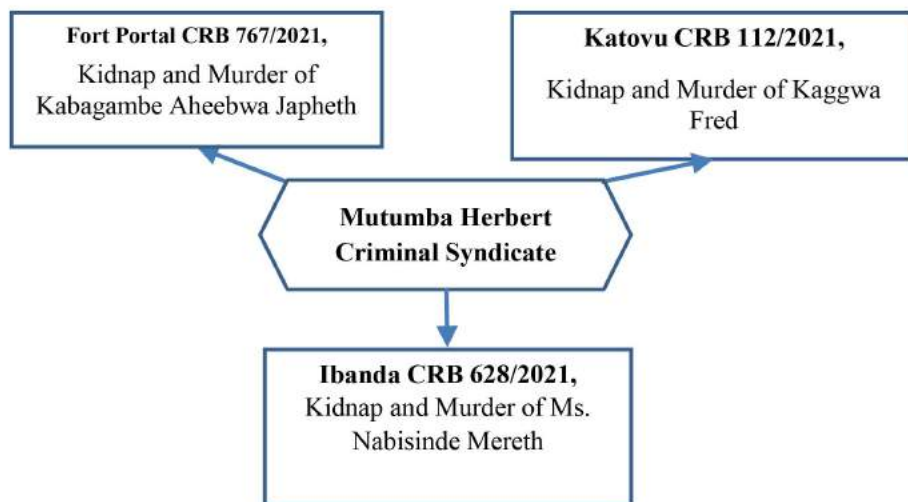 Fort Portal CRB 767/2021,
Kidnap and Murder of
Kabagambe Aheebwa Japheth
Katovu CRB 112/2021,
Kidnap and Murder of Kaggwa
Fred
Mutumba Herbert
Criminal Syndicate
Ibanda CRB 628/2021,
Kidnap and Murder of Ms.
Nabisinde Mereth